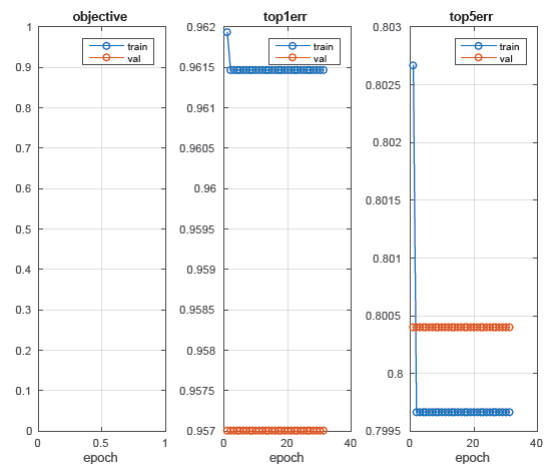 objective
1
0.9
0.8
0.7
0.6
0.5
0.4
0.3
0.2
0.1
0
0 0.5 1
epoch
train
val
top1err
0.962
0.9615
0.961
0.9605
0.96
0.9595
0.959
0.9585
0.958
0.9575
0.957
0 20 40
epoch
train
val
top5err
0.803
0.8025
0.802
0.8015
0.801
0.8005
0.8
0.7995
0 20 40
epoch
train
val